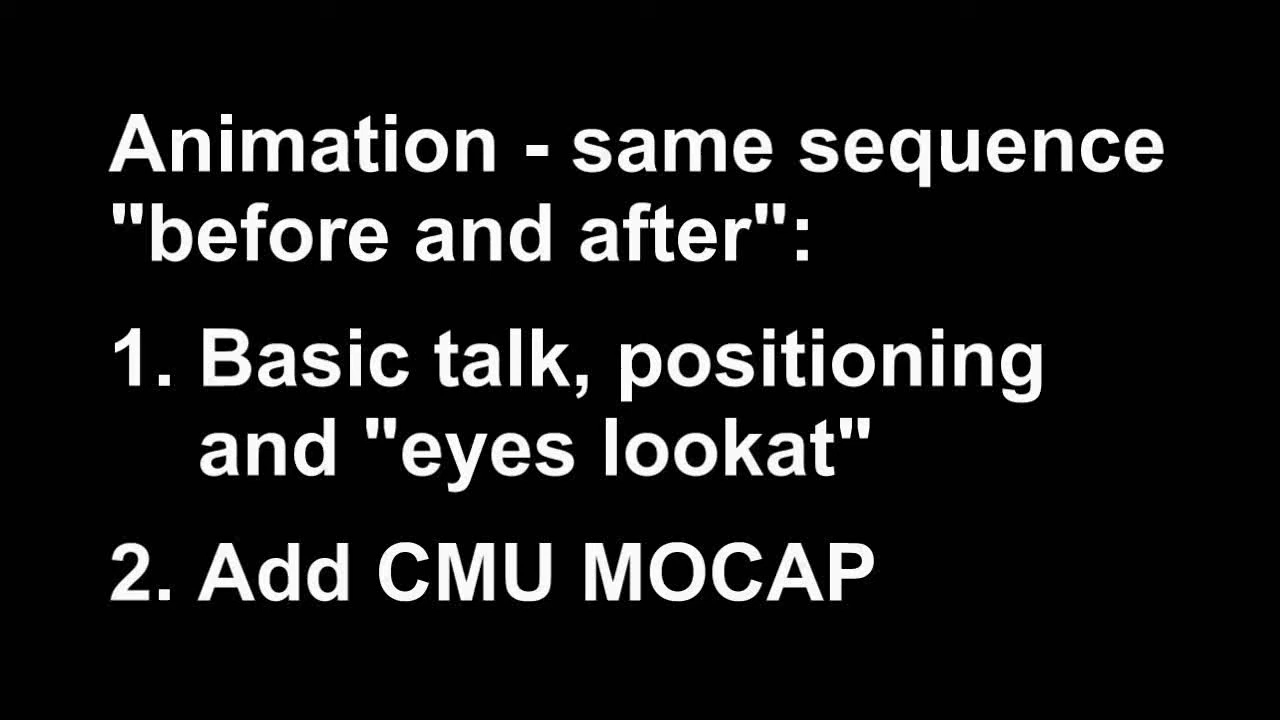 Animation - same sequence
"before and after":
1. Basic talk, positioning
and "eyes lookat"
2. Add CMU MOCAP